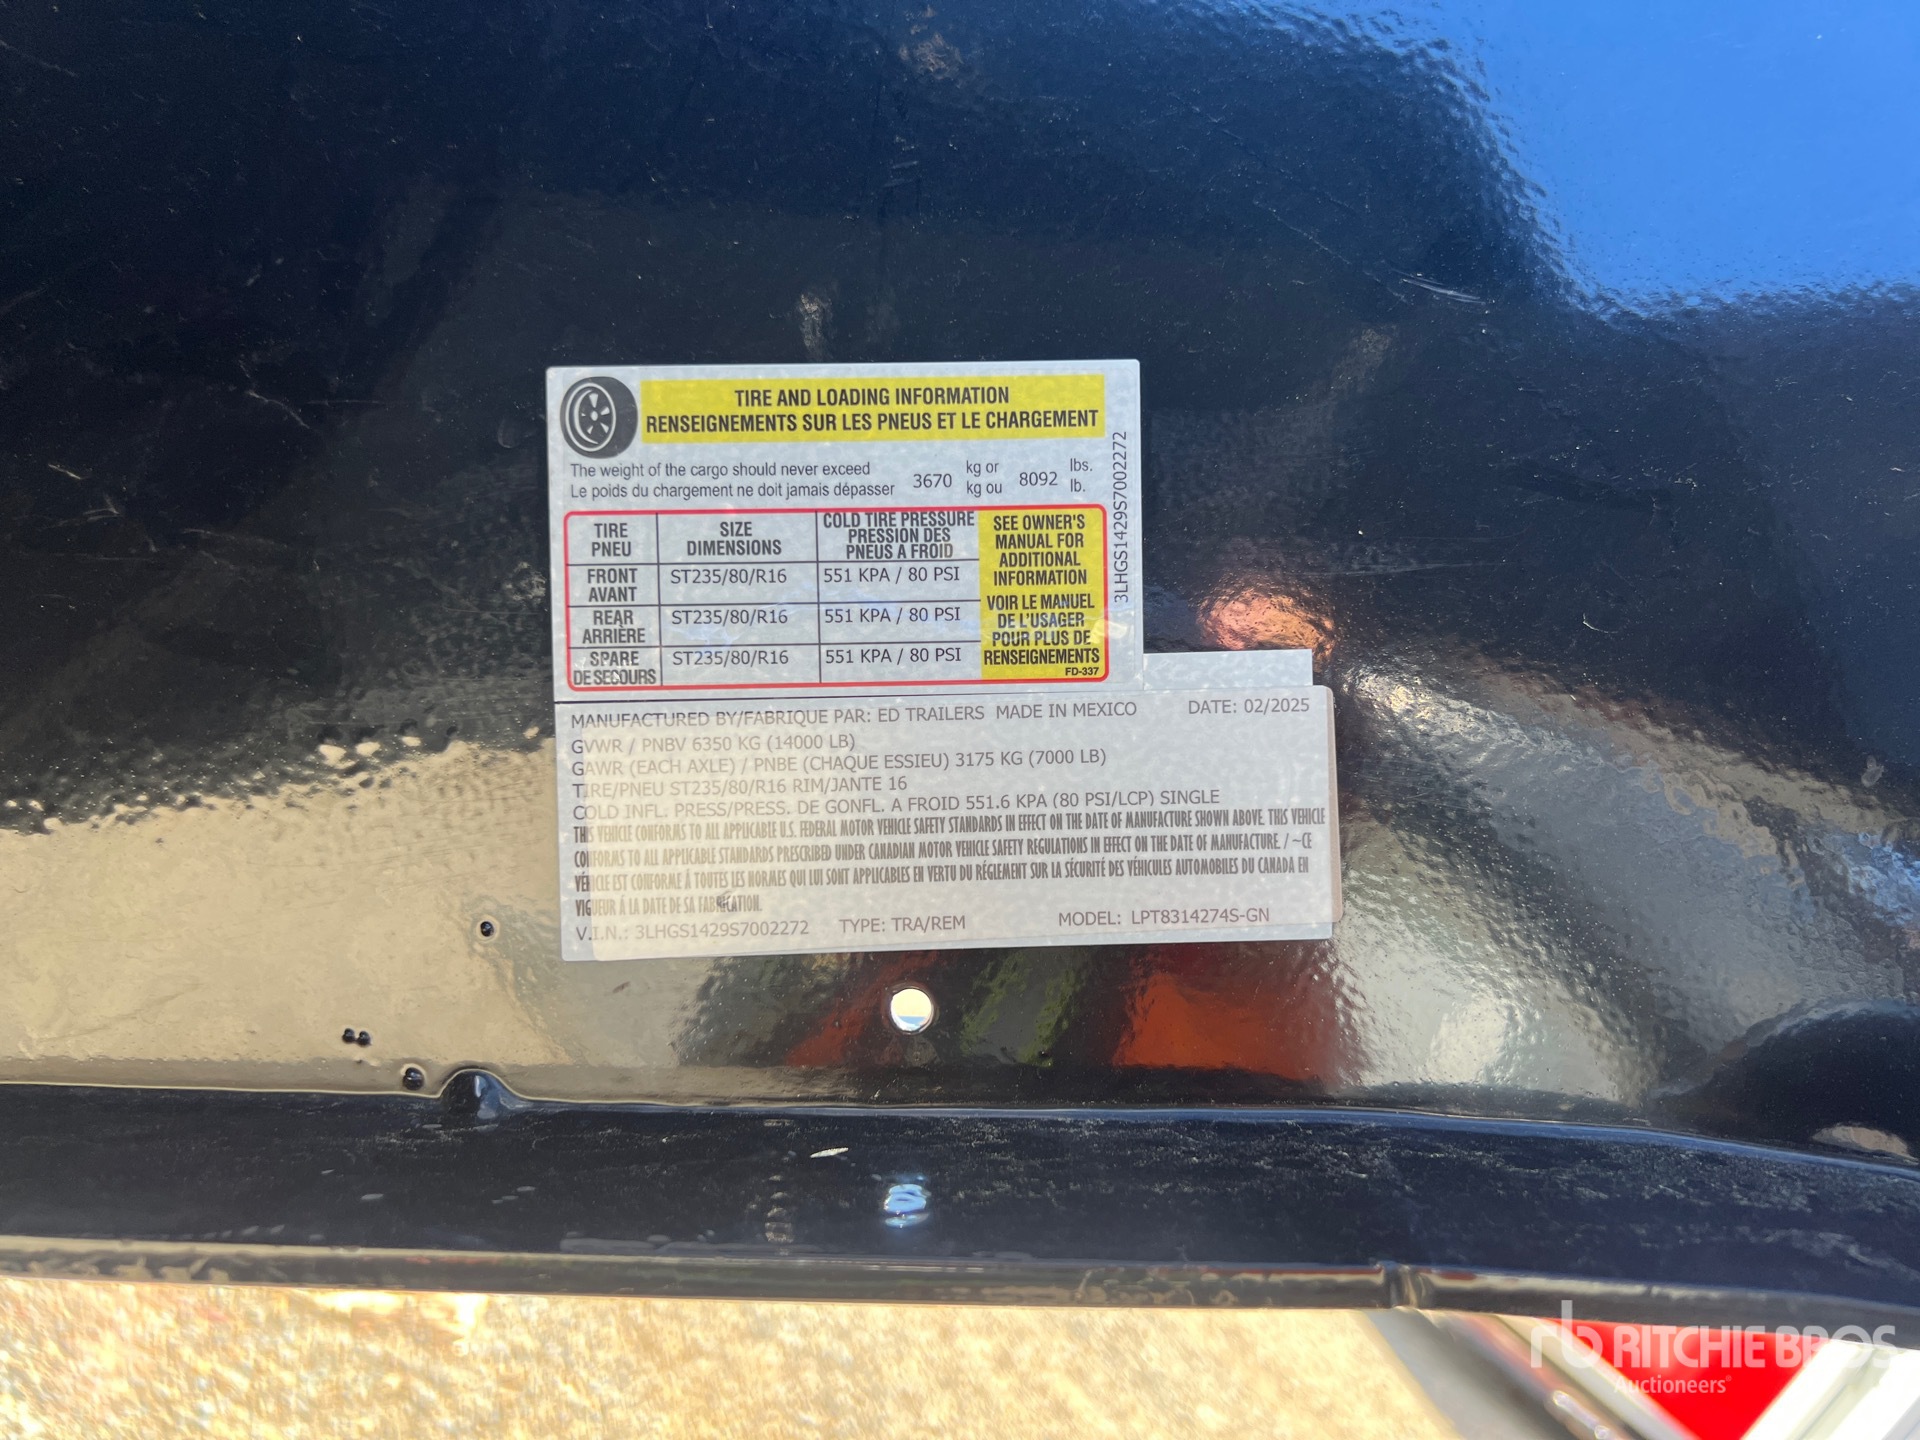 TIRE AND LOADING INFORMATION
RENSEIGNEMENTS SUR LES PNEUS ET LE CHARGEMENT
The weight of the cargo should never exceed 3670 kg or 8092 lbs.
Le poids du chargement ne doit jamais dépasser kg ou lb.
TIRE PNEU
SIZE DIMENSIONS
COLD TIRE PRESSURE
PRESSION DES
PNEUS A FROID
FRONT AVANT ST235/80/R16 551 KPA / 80 PSI
REAR ARRIÈRE ST235/80/R16 551 KPA / 80 PSI
SPARE DE SECOURS ST235/80/R16 551 KPA / 80 PSI
SEE OWNER'S
MANUAL FOR
ADDITIONAL
INFORMATION
VOIR LE MANUEL
DE L'USAGER
POUR PLUS DE
RENSEIGNEMENTS
FD-337
3LHGS1429S7002272
MANUFACTURED BY/FABRIQUE PAR: ED TRAILERS MADE IN MEXICO DATE: 02/2025
GVWR / PNBV 6350 KG (14000 LB)
GAWR (EACH AXLE) / PNBE (CHAQUE ESSIEU) 3175 KG (7000 LB)
TIRE/PNEU ST235/80/R16 RIM/JANTE 16
COLD INFL. PRESS/PRESS. DE GONFL. A FROID 551.6 KPA (80 PSI/LCP) SINGLE
THIS VEHICLE CONFORMS TO ALL APPLICABLE U.S. FEDERAL MOTOR VEHICLE SAFETY STANDARDS IN EFFECT ON THE DATE OF MANUFACTURE SHOWN ABOVE. THIS VEHICLE
CONFORMS TO ALL APPLICABLE STANDARDS PRESCRIBED UNDER CANADIAN MOTOR VEHICLE SAFETY REGULATIONS IN EFFECT ON THE DATE OF MANUFACTURE. / ~CE
VÉHICLE EST CONFORME À TOUTES LES NORMES QUI LUI SONT APPLICABLES EN VERTU DU RÉGLEMENT SUR LA SÉCURITÉ DES VÉHICULES AUTOMOBILES DU CANADA EN
VIGUEUR Á LA DATE DE SA FABRICATION.
V.I.N.: 3LHGS1429S7002272 TYPE: TRA/REM MODEL: LPT8314274S-GN
rb RITCHIE BROS
Auctioneers